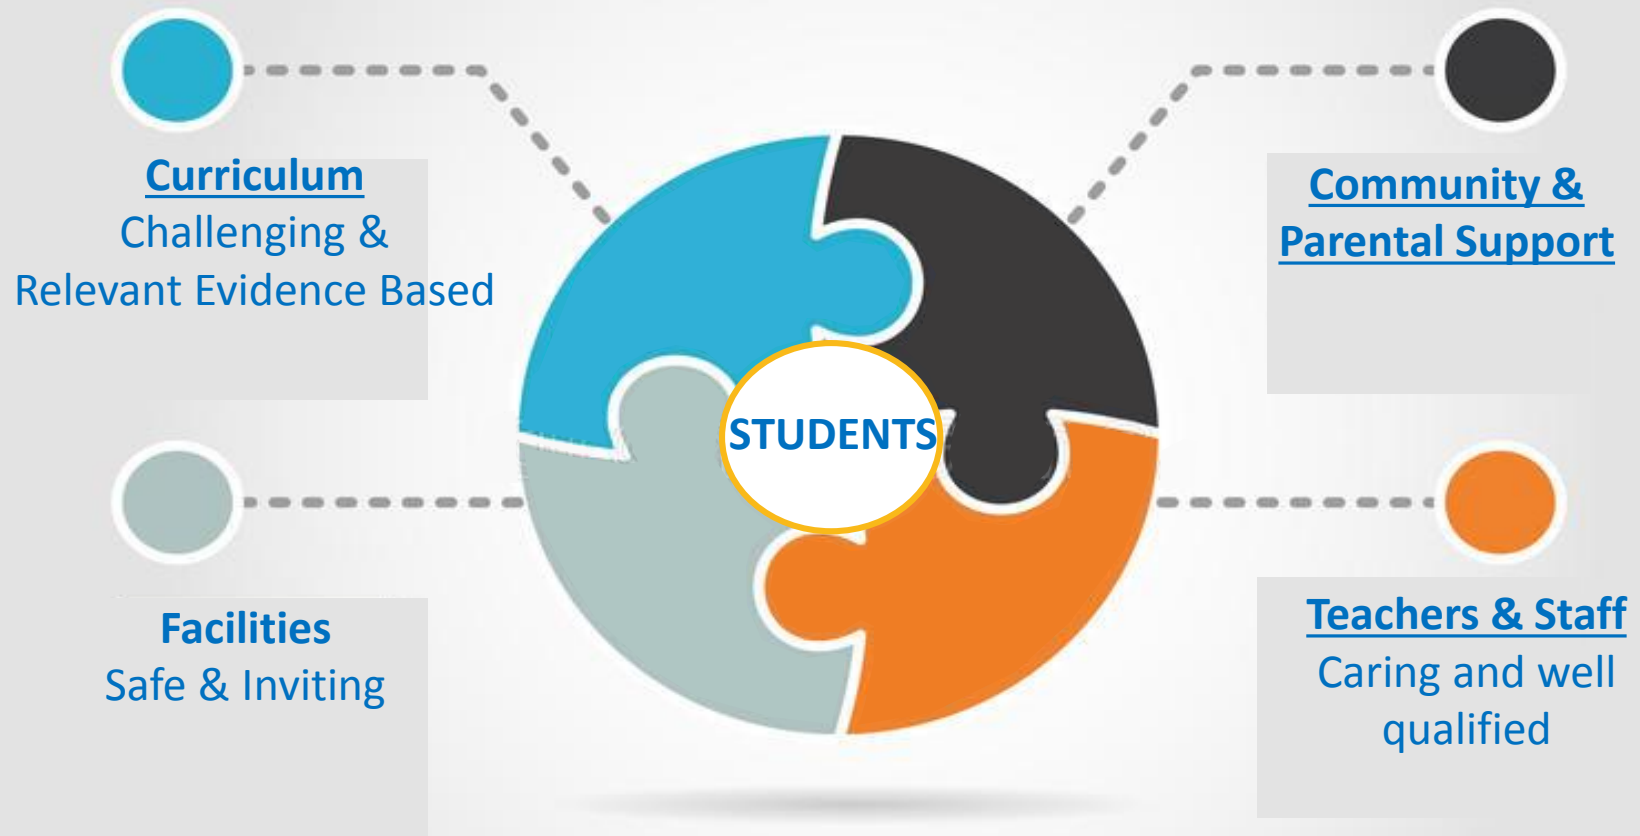 Curriculum
Challenging &
Relevant Evidence Based
Community &
Parental Support
STUDENTS
Facilities
Safe & Inviting
Teachers & Staff
Caring and well
qualified